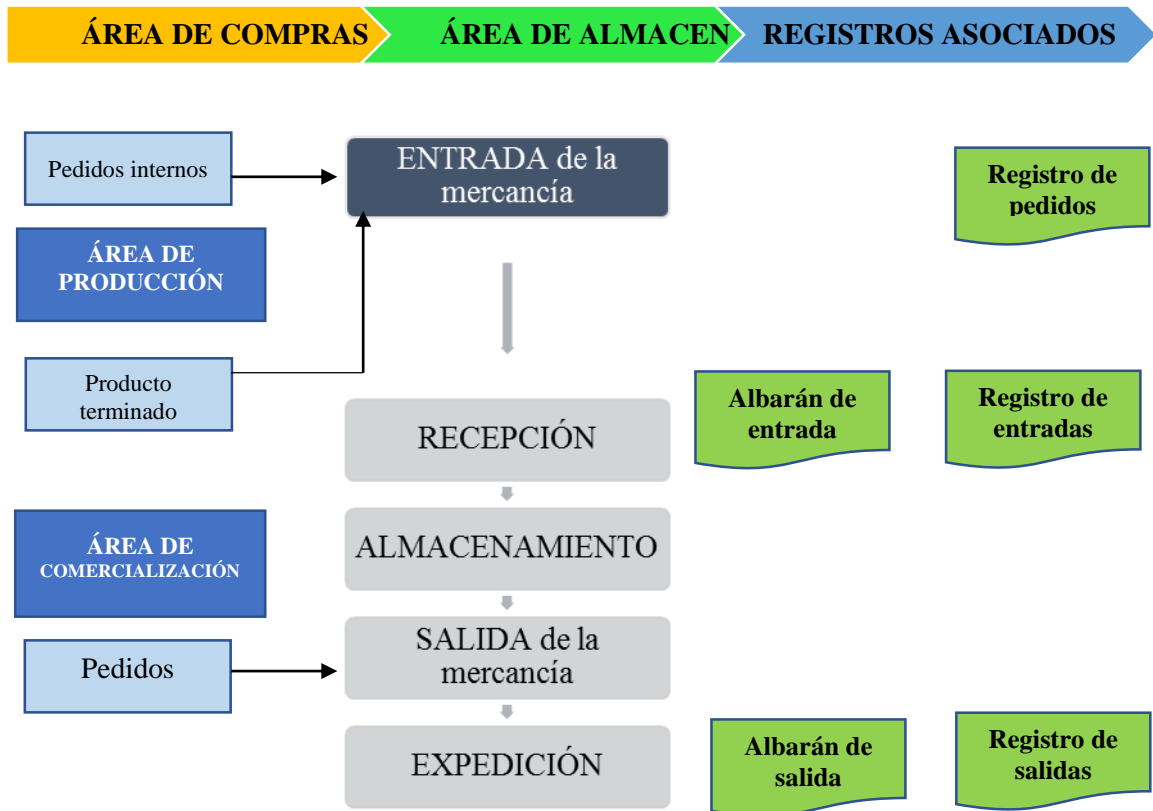 ÁREA DE COMPRAS
ÁREA DE ALMACEN
REGISTROS ASOCIADOS
Pedidos internos
ENTRADA de la
mercancía
Registro de
pedidos
ÁREA DE
PRODUCCIÓN
Producto
terminado
RECEPCIÓN
Albarán de
entrada
Registro de
entradas
ÁREA DE
COMERCIALIZACIÓN
ALMACENAMIENTO
Pedidos
SALIDA de la
mercancía
EXPEDICIÓN
Albarán de
salida
Registro de
salidas